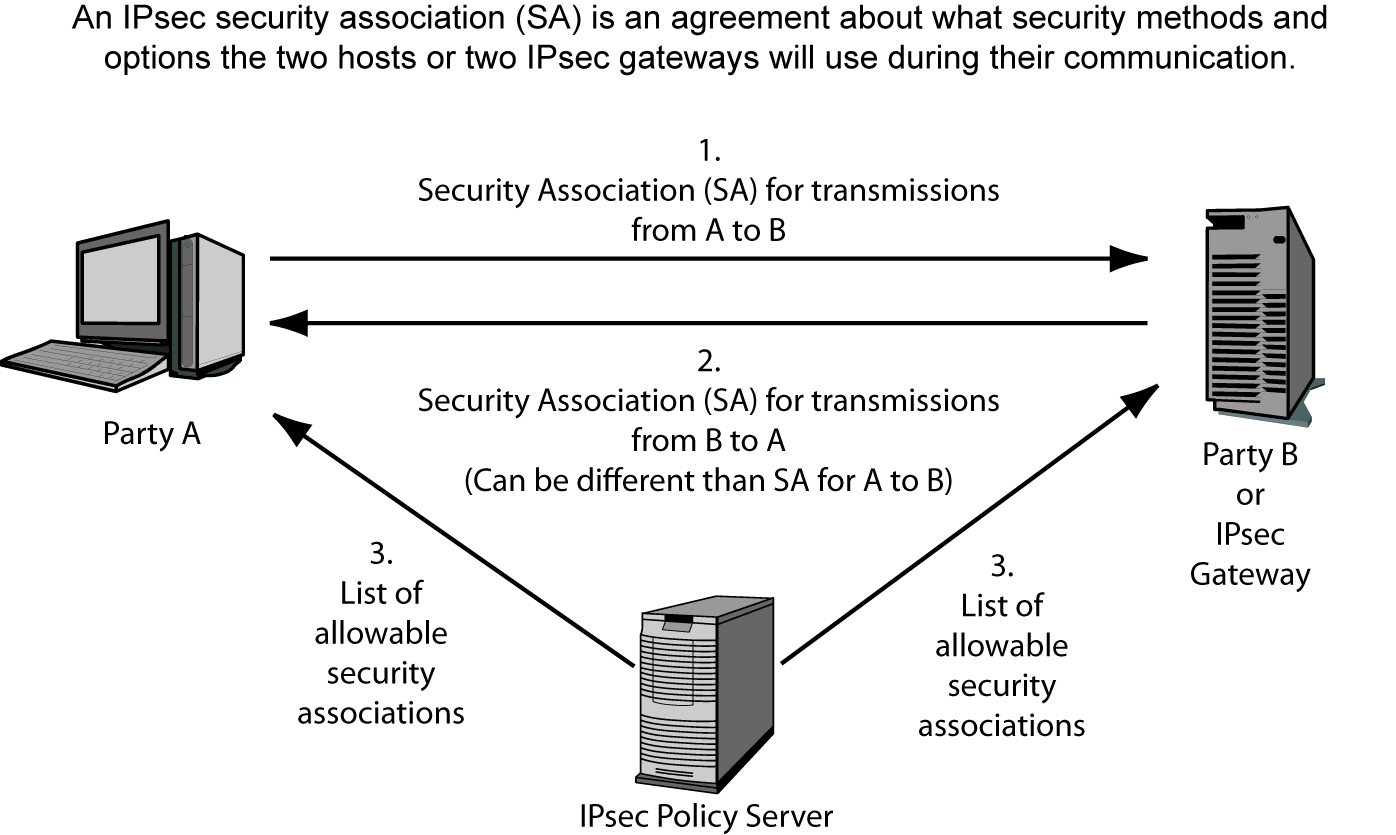 An IPsec security association (SA) is an agreement about what security methods and
options the two hosts or two IPsec gateways will use during their communication.
1.
Security Association (SA) for transmissions
from A to B
2.
Security Association (SA) for transmissions
from B to A
(Can be different than SA for A to B)
Party A
Party B
or
IPsec
Gateway
3.
List of
allowable
security
associations
3.
List of
allowable
security
associations
IPsec Policy Server